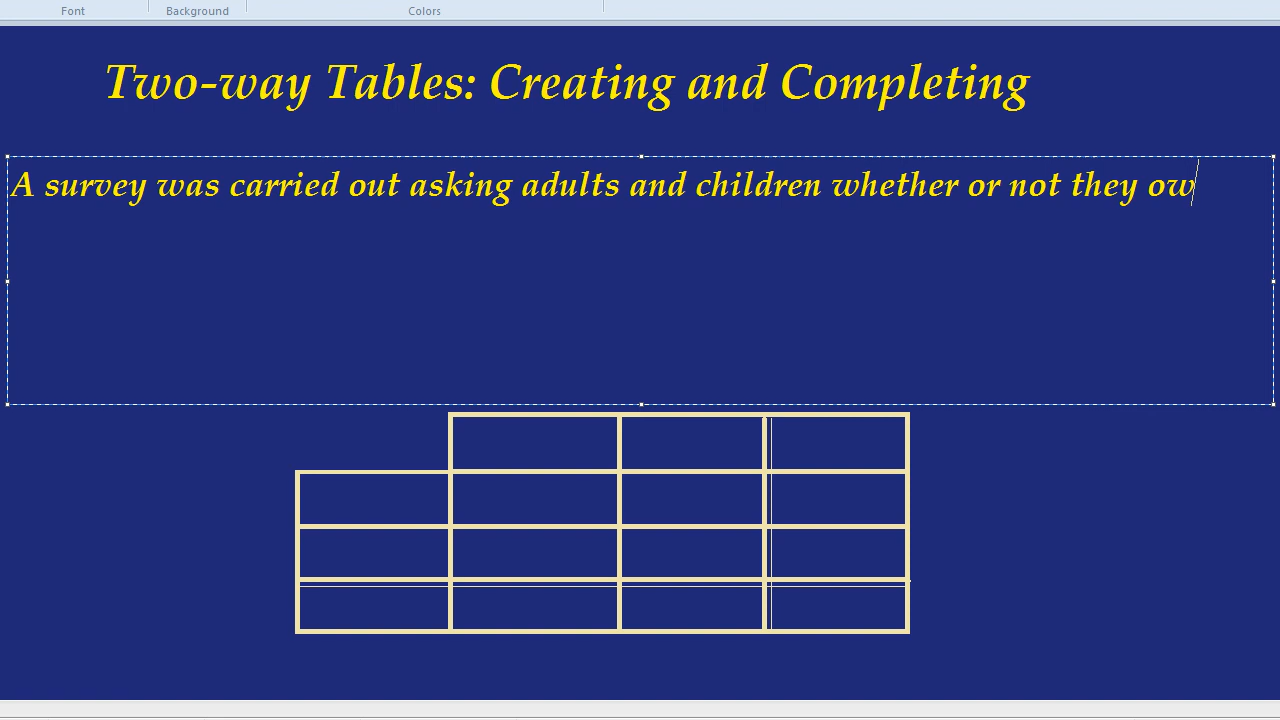 Font Background Colors
Two-way Tables: Creating and Completing
A survey was carried out asking adults and children whether or not they ow